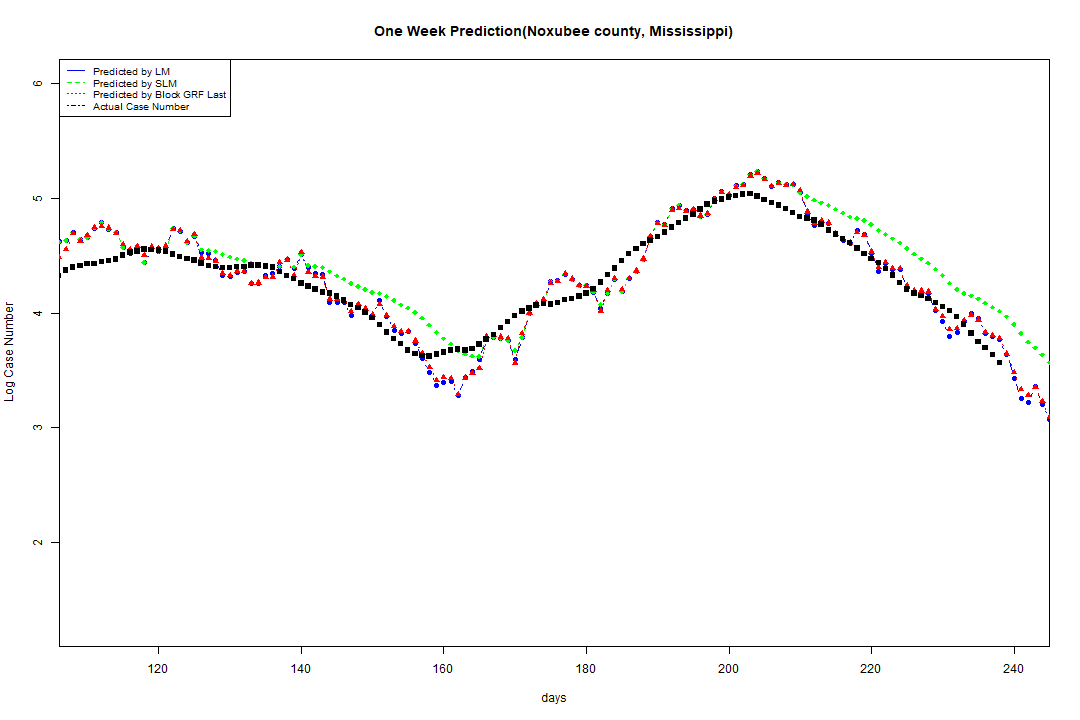 One Week Prediction(Noxubee county, Mississippi)
Predicted by LM
Predicted by SLM
Predicted by Block GRF Last
Actual Case Number
6
5
4
3
2
Log Case Number
120 140 160 180 200 220 240
days